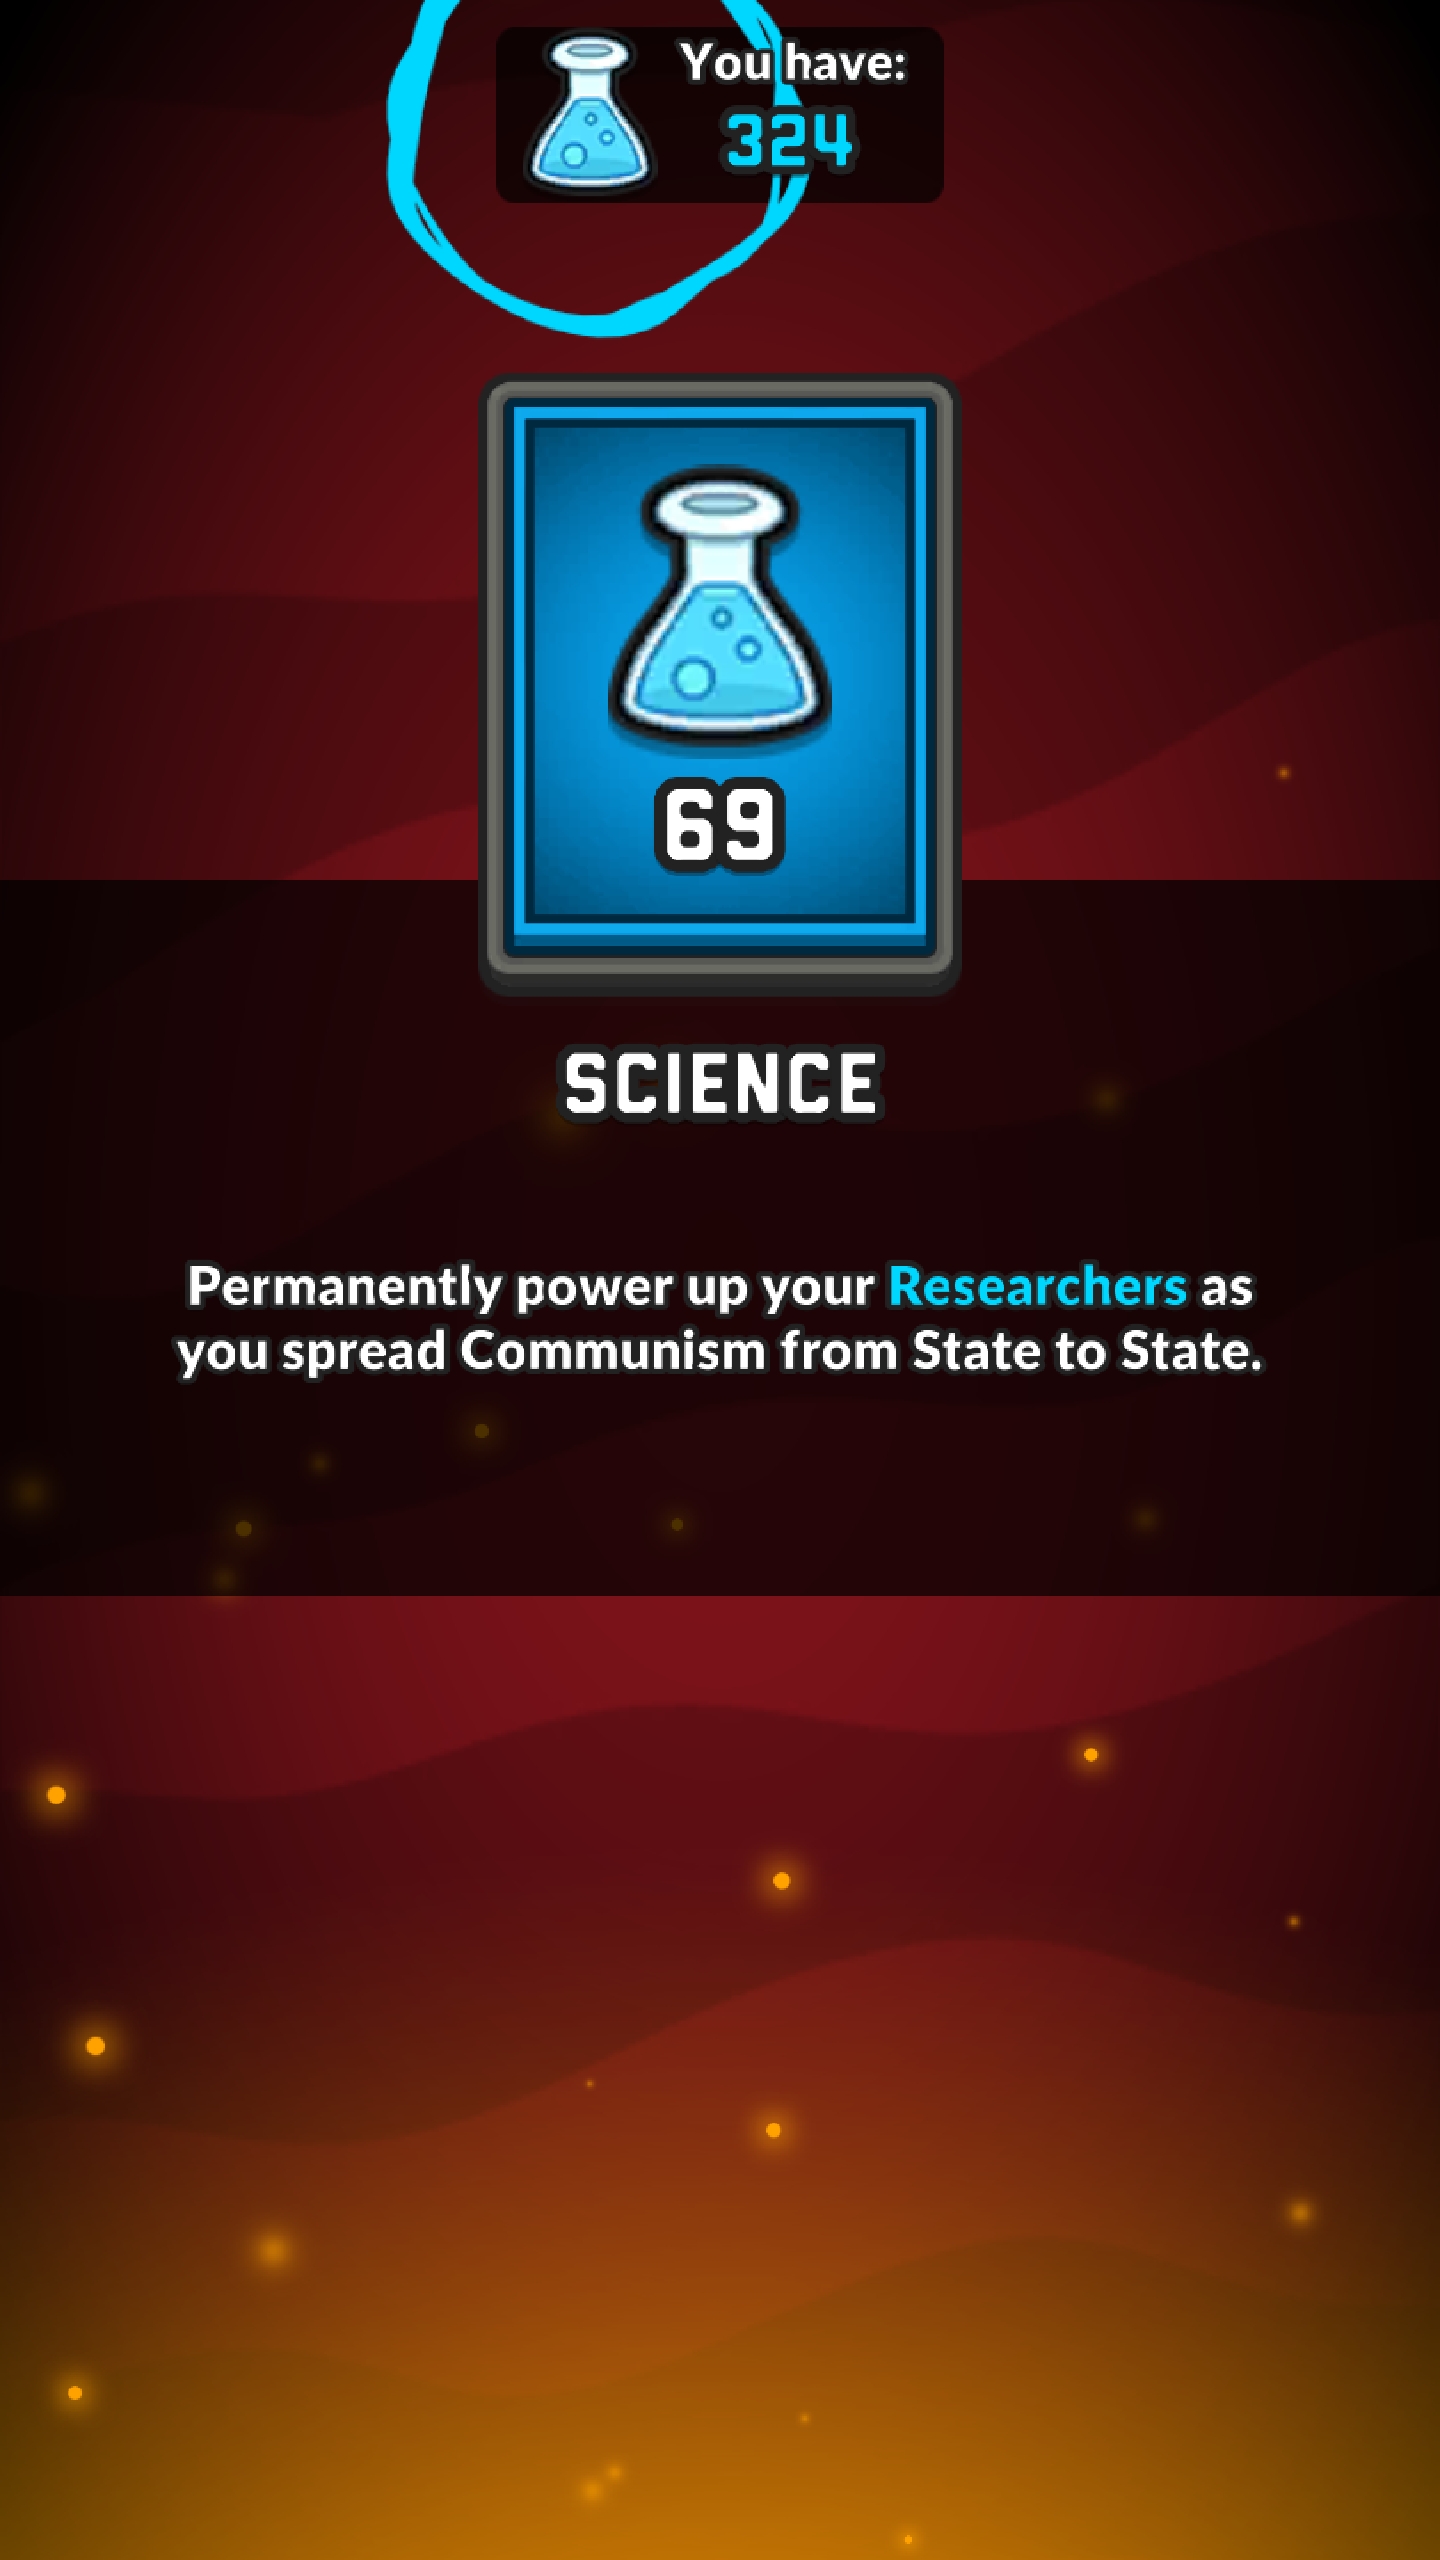 You have:
324
69
SCIENCE
Permanently power up your Researchers as
you spread Communism from State to State.